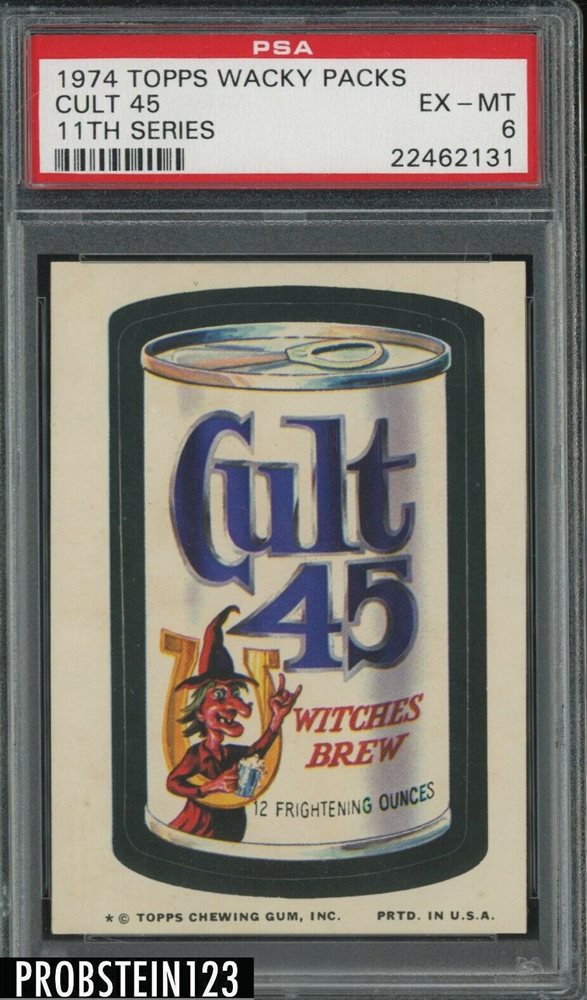 PSA
1974 TOPPS WACKY PACKS
CULT 45 EX - MT
11TH SERIES 6
22462131
Cult
45
WITCHES
BREW
12 FRIGHTENING OUNCES
* © TOPPS CHEWING GUM, INC. PRTD. IN U.S.A.
PROBSTEIN123